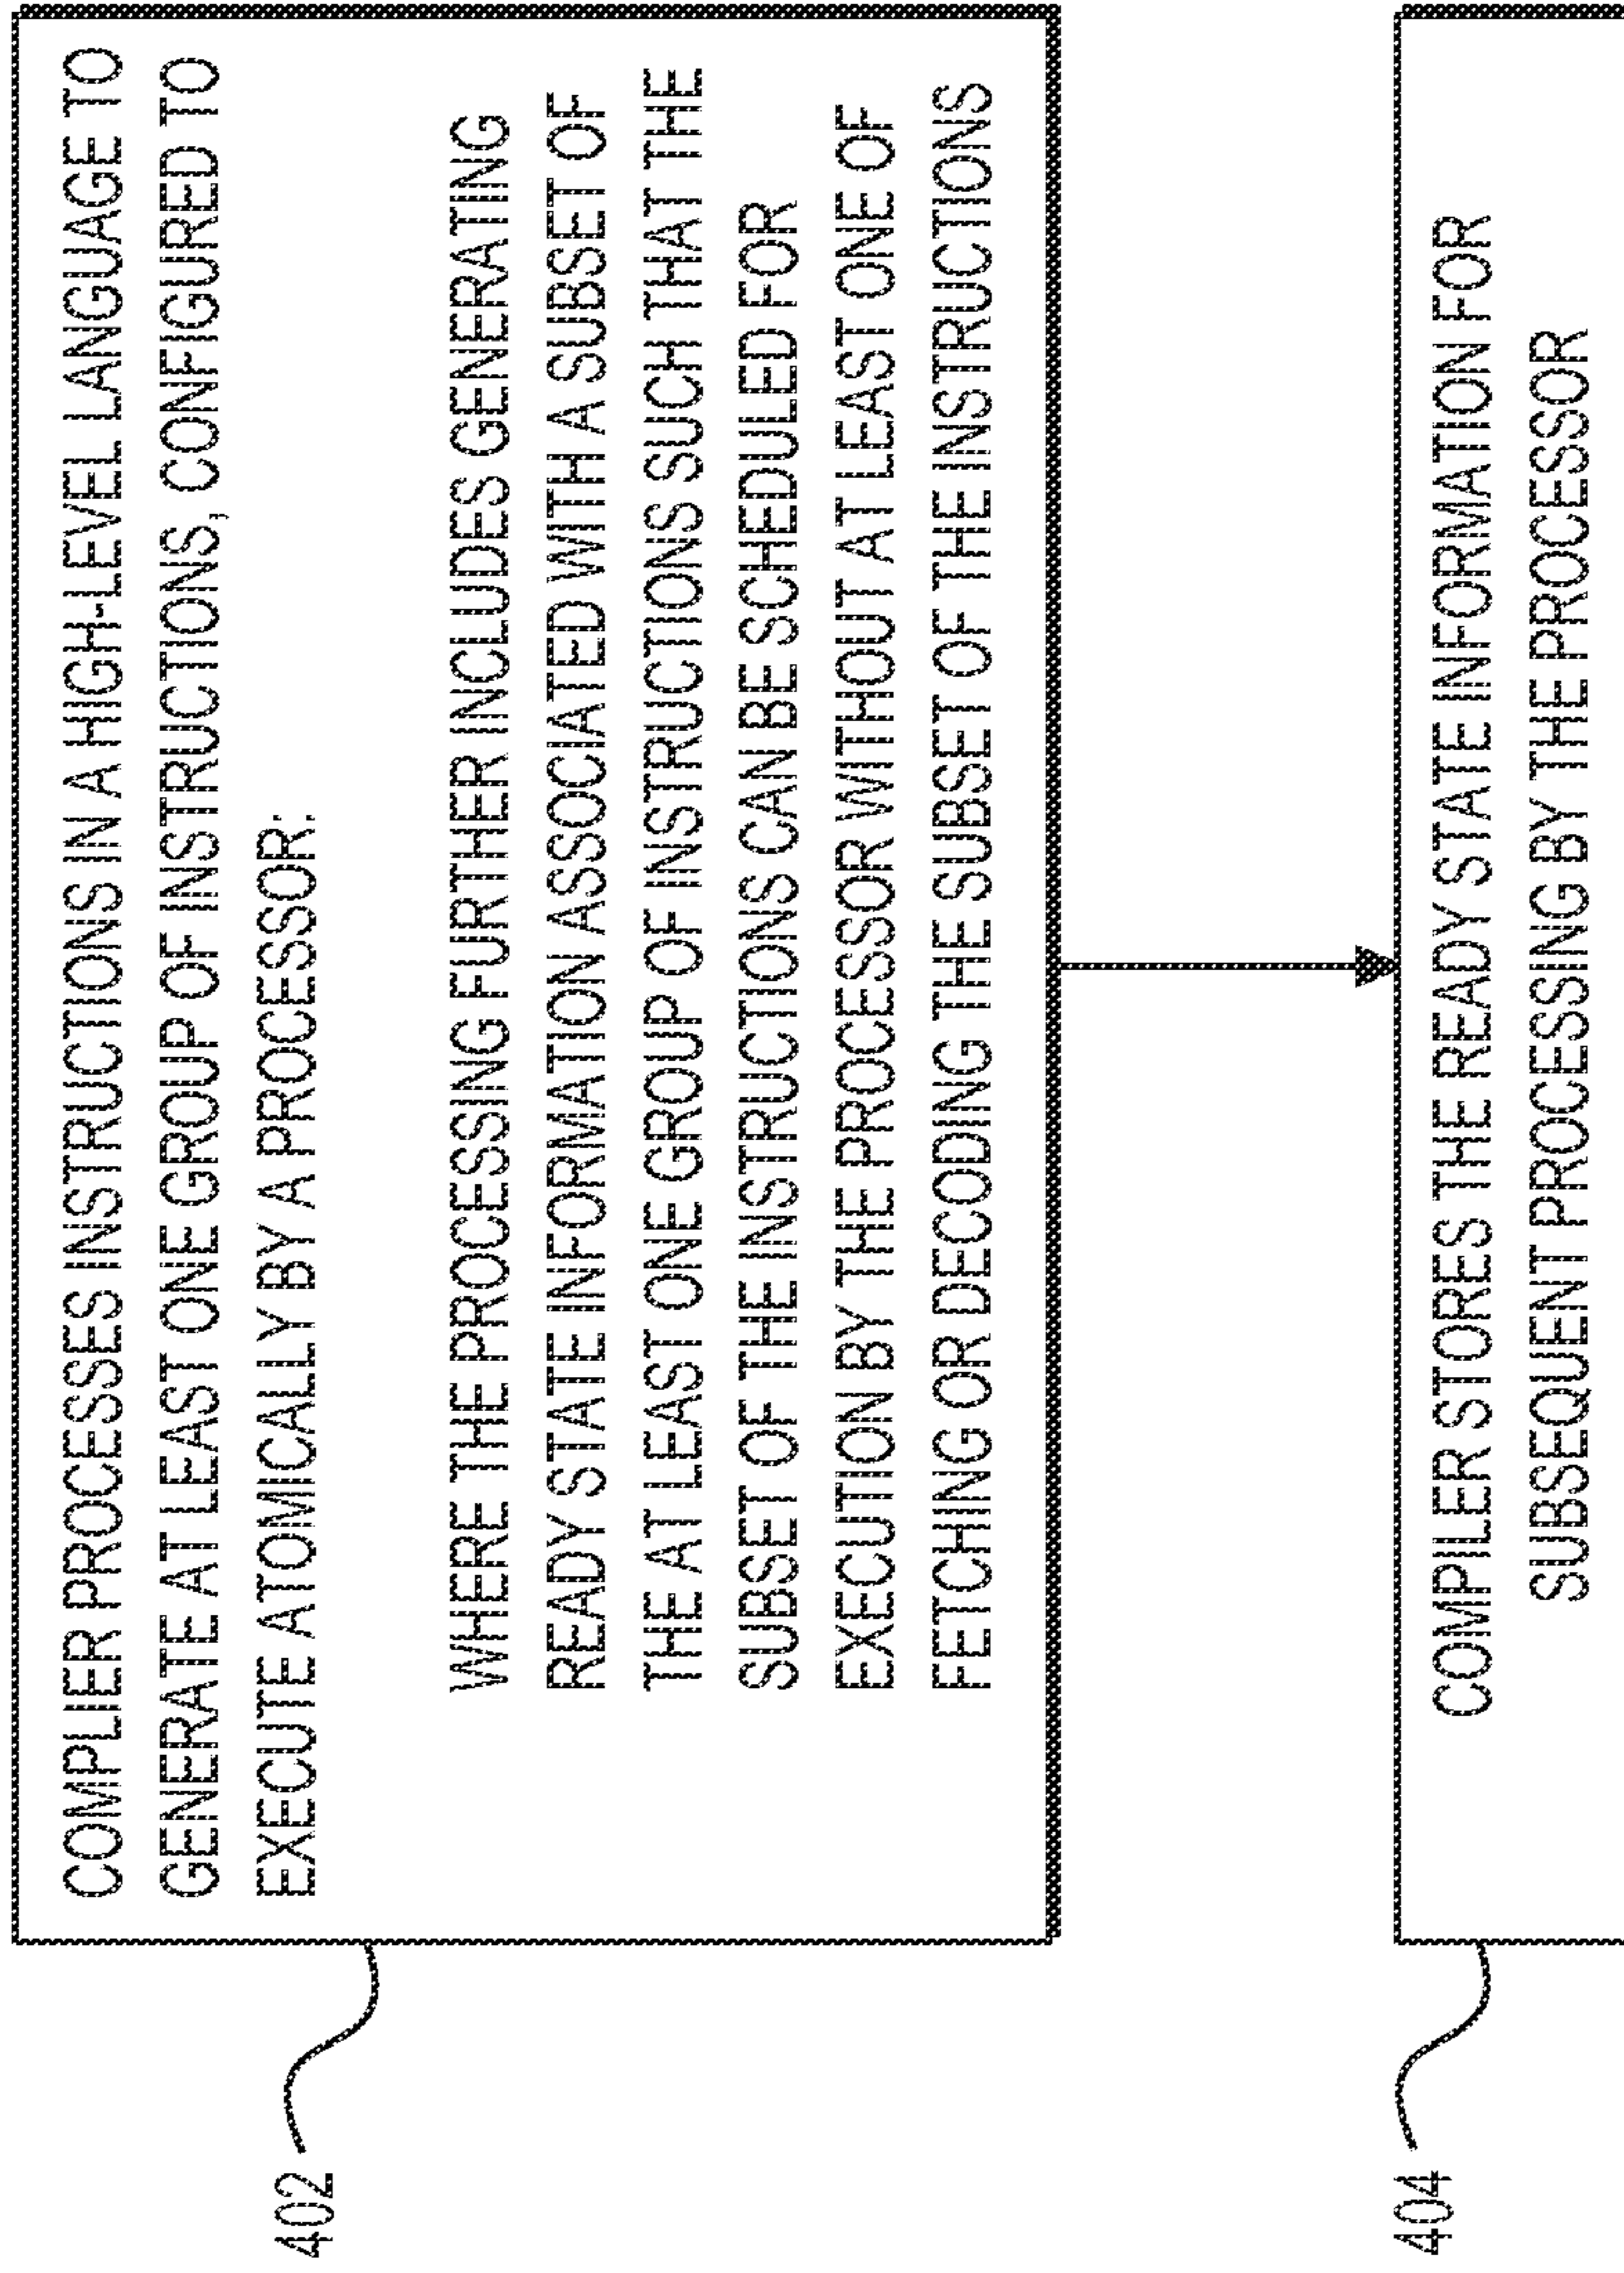 COMPLIER PROCESSES INSTRUCTIONS IN A HIGH-LEVEL LANGUAGE TO
GENERATE AT LEAST ONE GROUP OF INSTRUCTIONS, CONFIGURED TO
EXECUTE ATOMICALLY BY A PROCESSOR:
WHERE THE PROCESSING FURTHER INCLUDES GENERATING
READY STATE INFORMATION ASSOCIATED WITH A SUBSET OF
THE AT LEAST ONE GROUP OF INSTRUCTIONS SUCH THAT THE
SUBSET OF THE INSTRUCTIONS CAN BE SCHEDULED FOR
EXECUTION BY THE PROCESSOR WITHOUT AT LEAST ONE OF
FETCHING OR DECODING THE SUBSET OF THE INSTRUCTIONS
402
COMPILER STORES THE READY STATE INFORMATION FOR
SUBSEQUENT PROCESSING BY THE PROCESSOR
404